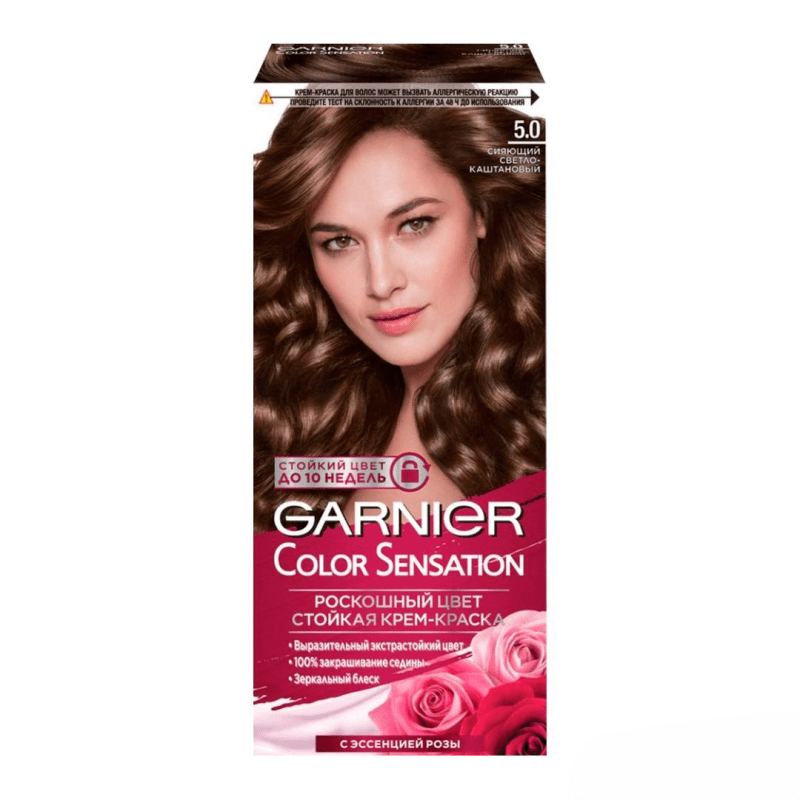 GARNIER
COLOR SENSATION
5.0
КРЕМ-КРАСКА ДЛЯ ВОЛОС МОЖЕТ ВЫЗВАТЬ АЛЛЕРГИЧЕСКУЮ РЕАКЦИЮ
ПРОВЕДИТЕ ТЕСТ НА СКЛОННОСТЬ К АЛЛЕРГИИ ЗА 48 Ч ДО ИСПОЛЬЗОВАНИЯ
5.0
СИЯЮЩИЙ
СВЕТЛО-
КАШТАНОВЫЙ
СТОЙКИЙ ЦВЕТ
ДО 10 НЕДЕЛЬ
GARNIER
COLOR SENSATION
РОСКОШНЫЙ ЦВЕТ
СТОЙКАЯ КРЕМ-КРАСКА
• Выразительный экстрастойкий цвет
• 100% закрашивание седины
• Зеркальный блеск
С ЭССЕНЦИЕЙ РОЗЫ